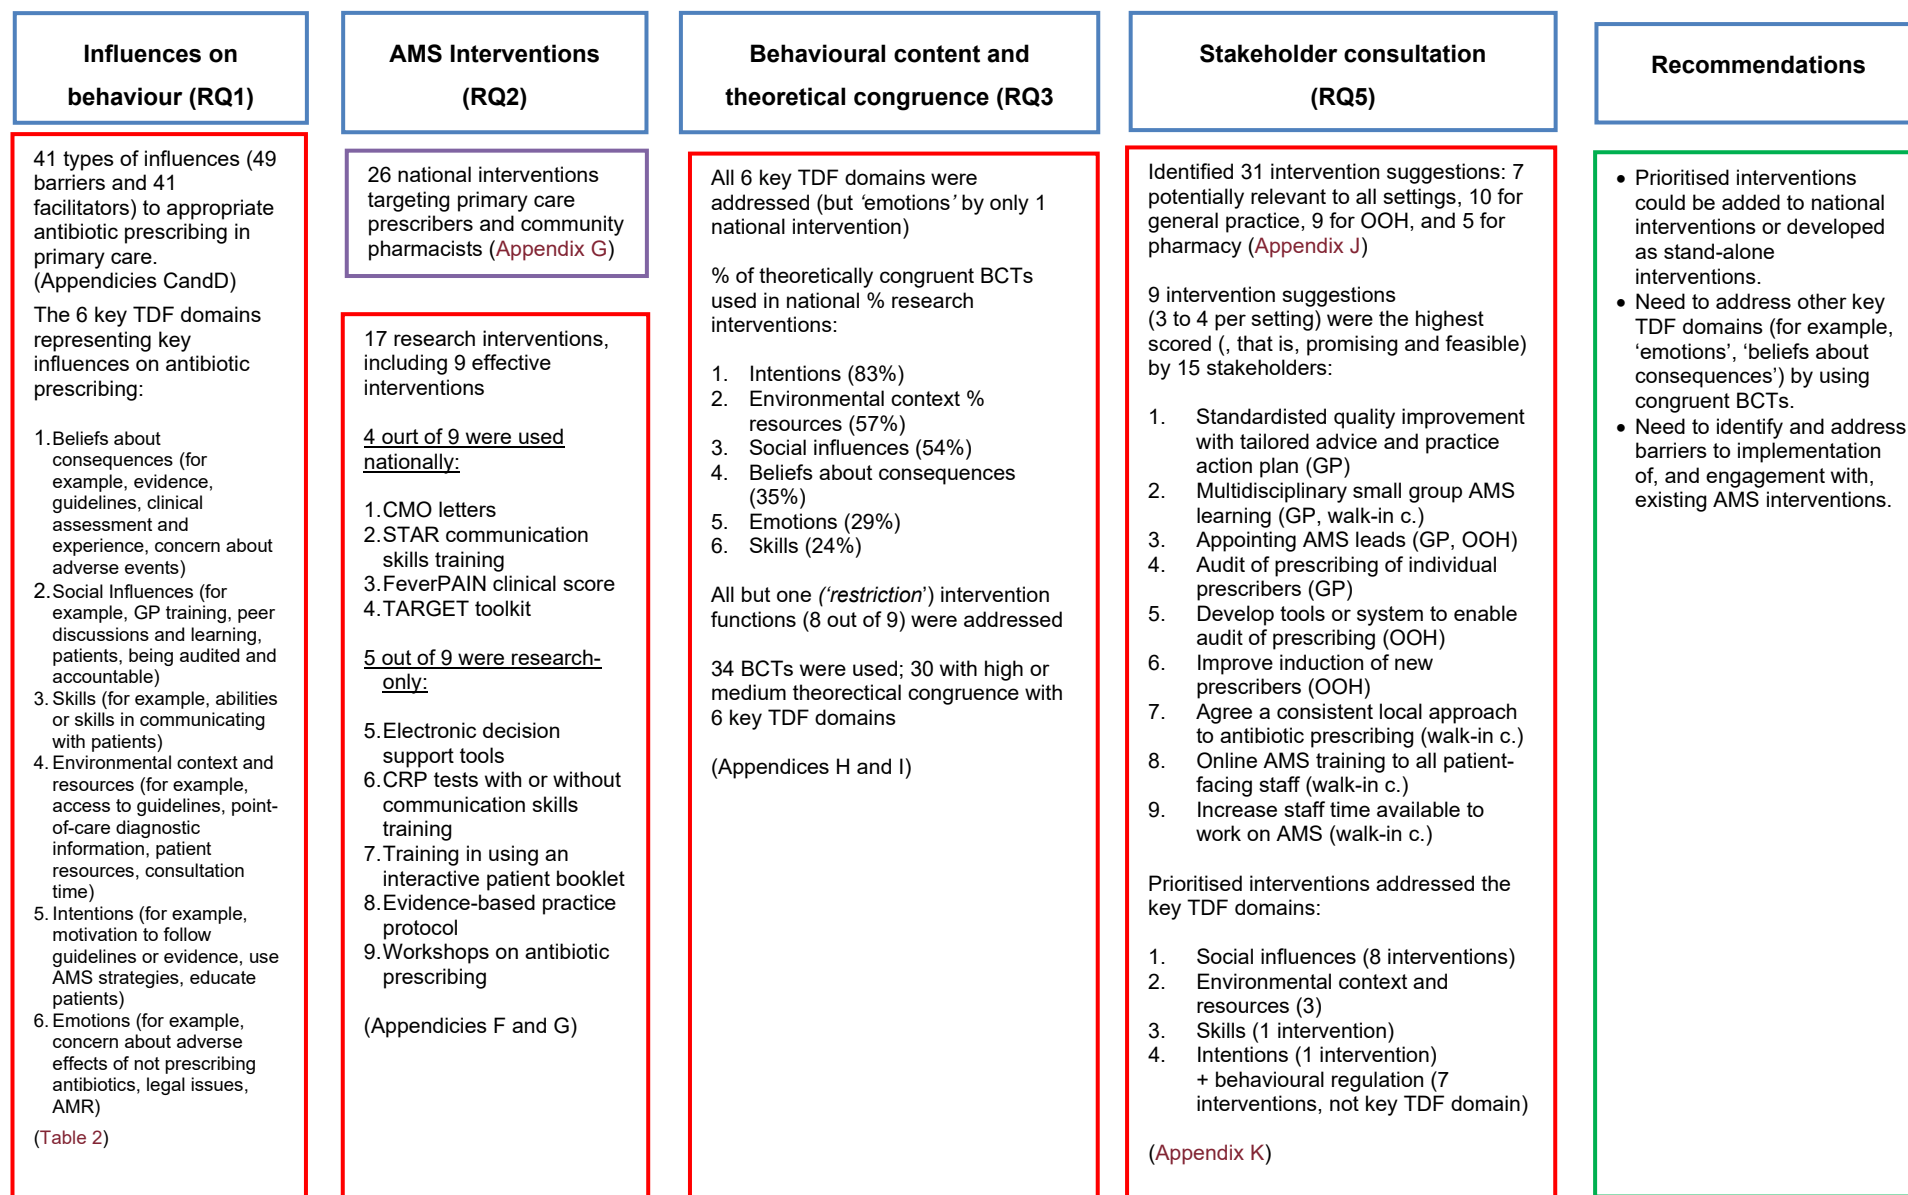 Influences on
behaviour (RQ1)
41 types of influences (49
barriers and 41
facilitators) to appropriate
antibiotic prescribing in
primary care.
(Appendicies CandD)
The 6 key TDF domains
representing key
influences on antibiotic
prescribing:
1. Beliefs about
consequences (for
example, evidence,
guidelines, clinical
assessment and
experience, concern about
adverse events)
2. Social Influences (for
example, GP training, peer
discussions and learning,
patients, being audited and
accountable)
3. Skills (for example, abilities
or skills in communicating
with patients)
4. Environmental context and
resources (for example,
access to guidelines, point-
of-care diagnostic
information, patient
resources, consultation
time)
5. Intentions (for example,
motivation to follow
guidelines or evidence, use
AMS strategies, educate
patients)
6. Emotions (for example,
concern about adverse
effects of not prescribing
antibiotics, legal issues,
AMR)
(Table 2)
AMS Interventions
(RQ2)
26 national interventions
targeting primary care
prescribers and community
pharmacists (Appendix G)
17 research interventions,
including 9 effective
interventions
4 ourt of 9 were used
nationally:
1. CMO letters
2. STAR communication
skills training
3. FeverPAIN clinical score
4. TARGET toolkit
5 out of 9 were research-
only:
5. Electronic decision
support tools
6. CRP tests with or without
communication skills
training
7. Training in using an
interactive patient booklet
8. Evidence-based practice
protocol
9. Workshops on antibiotic
prescribing
(Appendicies F and G)
Behavioural content and
theoretical congruence (RQ3
All 6 key TDF domains were
addressed (but ‘emotions’ by only 1
national intervention)
% of theoretically congruent BCTs
used in national % research
interventions:
1. Intentions (83%)
2. Environmental context %
resources (57%)
3. Social influences (54%)
4. Beliefs about consequences
(35%)
5. Emotions (29%)
6. Skills (24%)
All but one (‘restriction’) intervention
functions (8 out of 9) were addressed
34 BCTs were used; 30 with high or
medium theorectical congruence with
6 key TDF domains
(Appendices H and I)
Stakeholder consultation
(RQ5)
Identified 31 intervention suggestions: 7
potentially relevant to all settings, 10 for
general practice, 9 for OOH, and 5 for
pharmacy (Appendix J)
9 intervention suggestions
(3 to 4 per setting) were the highest
scored (, that is, promising and feasible)
by 15 stakeholders:
1. Standardisted quality improvement
with tailored advice and practice
action plan (GP)
2. Multidisciplinary small group AMS
learning (GP, walk-in c.)
3. Appointing AMS leads (GP, OOH)
4. Audit of prescribing of individual
prescribers (GP)
5. Develop tools or system to enable
audit of prescribing (OOH)
6. Improve induction of new
prescribers (OOH)
7. Agree a consistent local approach
to antibiotic prescribing (walk-in c.)
8. Online AMS training to all patient-
facing staff (walk-in c.)
9. Increase staff time available to
work on AMS (walk-in c.)
Prioritised interventions addressed the
key TDF domains:
1. Social influences (8 interventions)
2. Environmental context and
resources (3)
3. Skills (1 intervention)
4. Intentions (1 intervention)
+ behavioural regulation (7
interventions, not key TDF domain)
(Appendix K)
Recommendations
• Prioritised interventions
could be added to national
interventions or developed
as stand-alone
interventions.
• Need to address other key
TDF domains (for example,
‘emotions’, ‘beliefs about
consequences’) by using
congruent BCTs.
• Need to identify and address
barriers to implementation
of, and engagement with,
existing AMS interventions.